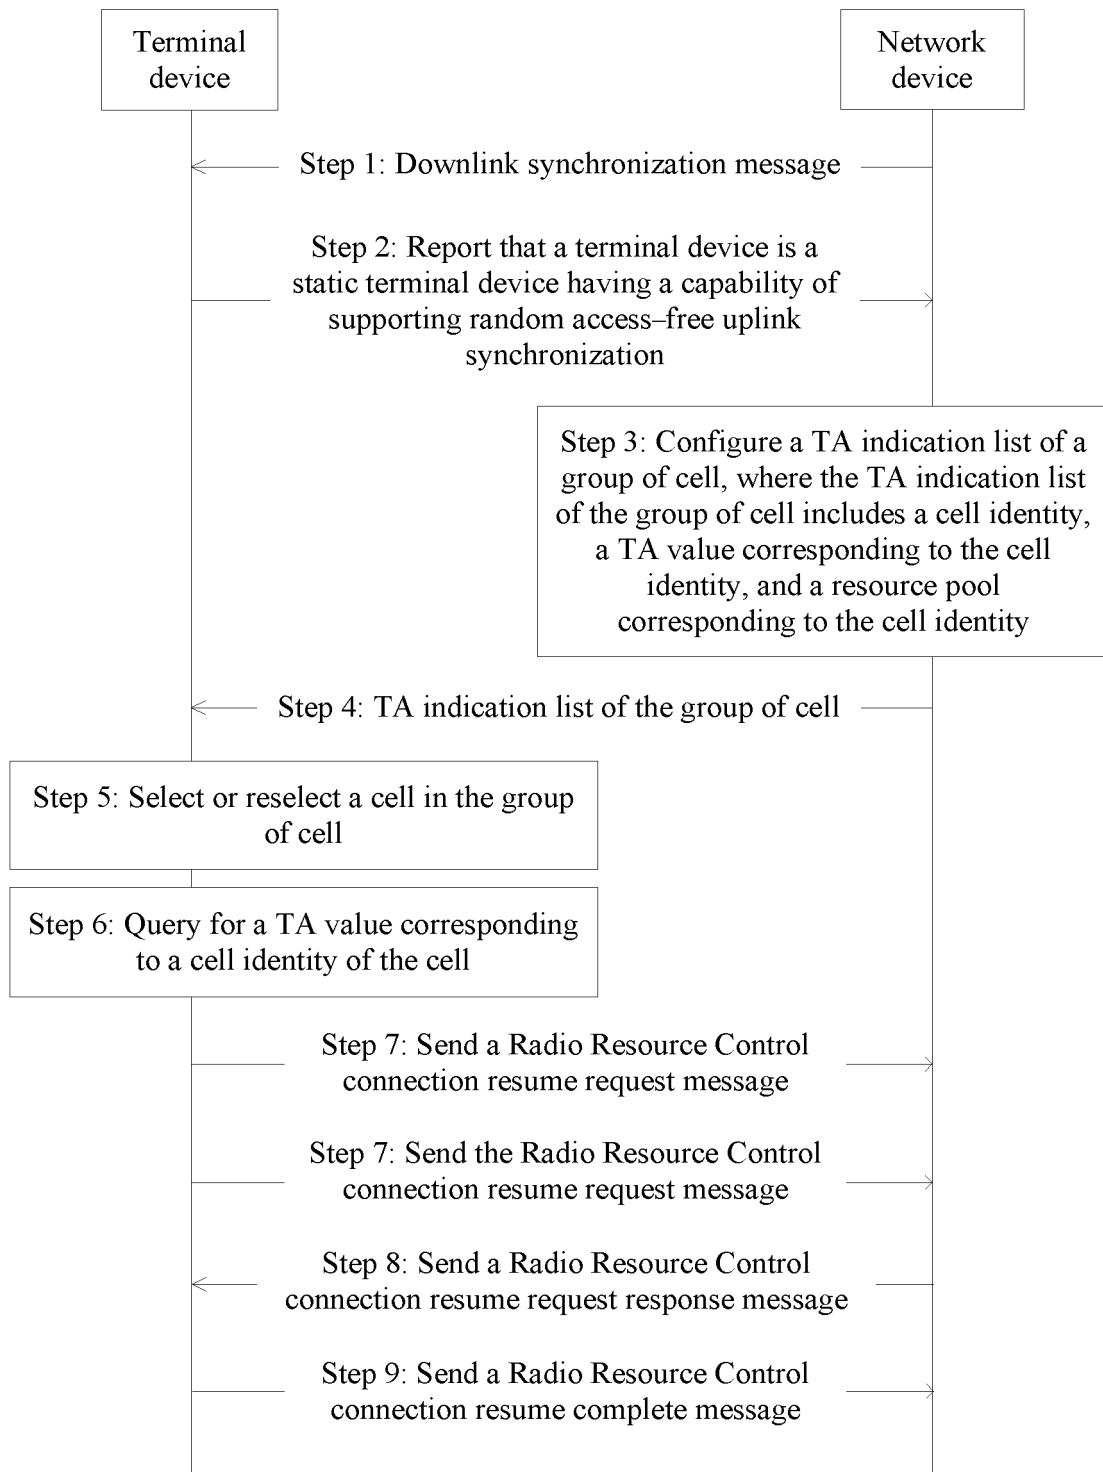 Terminal
device
Network
device
Step 1: Downlink synchronization message
Step 2: Report that a terminal device is a
static terminal device having a capability of
supporting random access–free uplink
synchronization
Step 3: Configure a TA indication list of a
group of cell, where the TA indication list
of the group of cell includes a cell identity,
a TA value corresponding to the cell
identity, and a resource pool
corresponding to the cell identity
Step 4: TA indication list of the group of cell
Step 5: Select or reselect a cell in the group
of cell
Step 6: Query for a TA value corresponding
to a cell identity of the cell
Step 7: Send a Radio Resource Control
connection resume request message
Step 7: Send the Radio Resource Control
connection resume request message
Step 8: Send a Radio Resource Control
connection resume request response message
Step 9: Send a Radio Resource Control
connection resume complete message